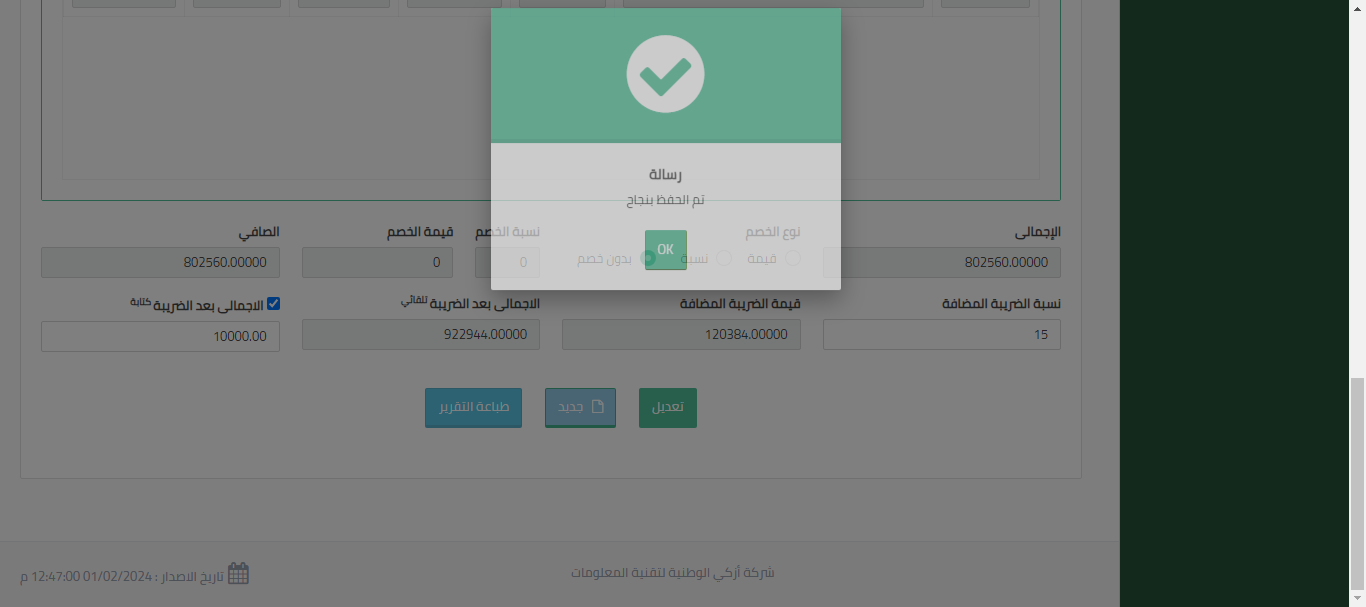 رسالة
تم الحفظ بنجاح
OK
الإجمالى
نوع الخصم
نسبة الخصم
قيمة الخصم
الصافي
802560.00000
قيمة
نسبة
بدون خصم
0
0
802560.00000
نسبة الضريبة المضافة
قيمة الضريبة المضافة
الاجمالى بعد الضريبة تلقائي
الاجمالى بعد الضريبة كتابة
15
120384.00000
922944.00000
10000.00
تعديل
جديد
طباعة التقرير
شركة أزكي الوطنية لتقنية المعلومات
تاريخ الاصدار : 01/02/2024 12:47:00 م